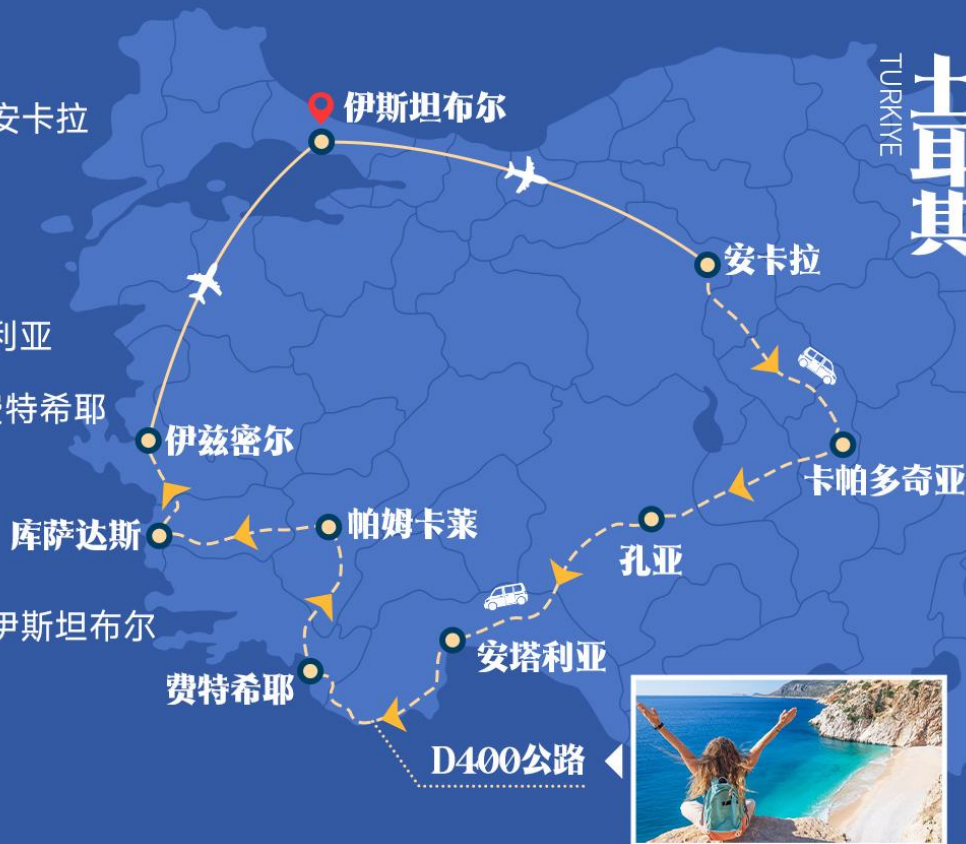 土耳其
TURKIYE
安卡拉
利亚
特希耶
伊斯坦布尔
伊斯坦布尔
安卡拉
伊兹密尔
卡帕多奇亚
库萨达斯
帕姆卡莱
孔亚
安塔利亚
费特希耶
D400公路